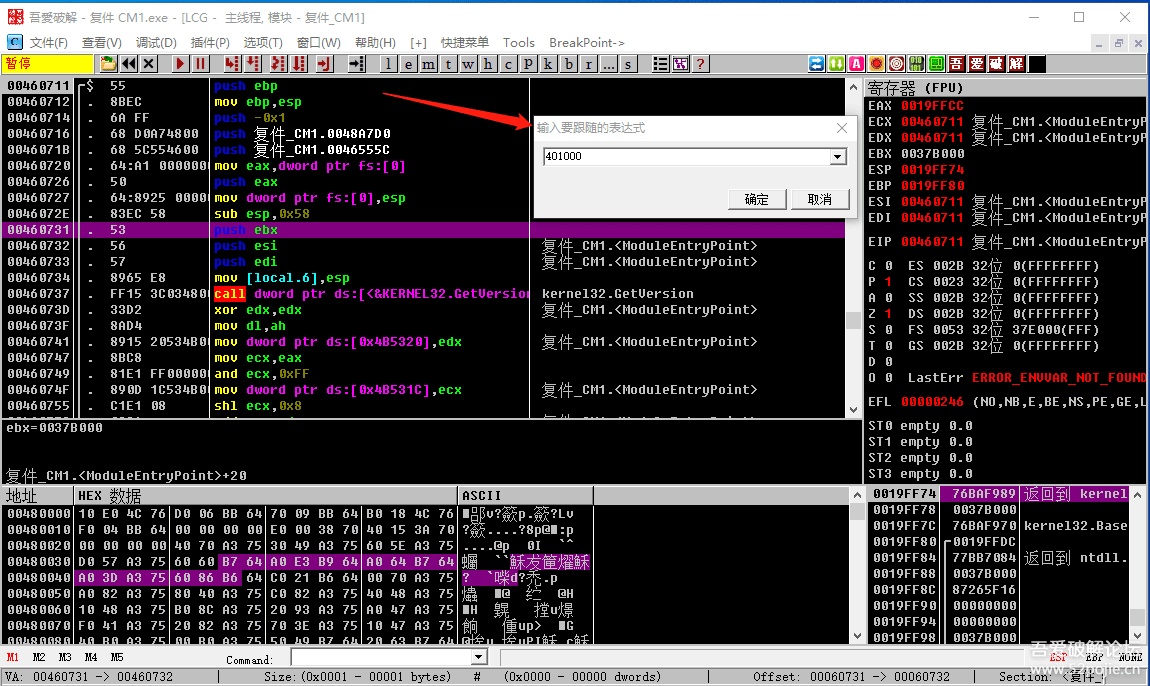 吾爱破解 - 复件 CM1.exe - [LCG - 主线程, 模块 - 复件_CM1]
文件(F) 查看(V) 调试(D) 插件(P) 选项(T) 窗口(W) 帮助(H) [+] 快捷菜单 Tools BreakPoint->
暂停 l e m t w h c p k b r ... s ? 吾 爱 破 解
00460711 $ 55 push ebp
00460712 . 8BEC mov ebp,esp
00460714 . 6A FF push -0x1
00460716 . 68 D0A74800 push 复件_CM1.0048A7D0
0046071B . 68 5C554600 push 复件_CM1.0046555C
00460720 . 64:A1 0000000 mov eax,dword ptr fs:[0]
00460726 . 50 push eax
00460727 . 64:8925 00000 mov dword ptr fs:[0],esp
0046072E . 83EC 58 sub esp,0x58
00460731 . 53 push ebx
00460732 . 56 push esi 复件_CM1.<ModuleEntryPoint>
00460733 . 57 push edi 复件_CM1.<ModuleEntryPoint>
00460734 . 8965 E8 mov [local.6],esp
00460737 . FF15 3C034800 call dword ptr ds:[<&KERNEL32.GetVersion kernel32.GetVersion
0046073D . 33D2 xor edx,edx 复件_CM1.<ModuleEntryPoint>
0046073F . 8AD4 mov dl,ah
00460741 . 8915 20534B00 mov dword ptr ds:[0x4B5320],edx 复件_CM1.<ModuleEntryPoint>
00460747 . 8BC8 mov ecx,eax
00460749 . 81E1 FF000000 and ecx,0xFF
0046074F . 890D 1C534B00 mov dword ptr ds:[0x4B531C],ecx 复件_CM1.<ModuleEntryPoint>
00460755 . C1E1 08 shl ecx,0x8
输入要跟随的表达式
401000
确定 取消
寄存器 (FPU)
EAX 0019FFCC
ECX 00460711 复件_CM1.<ModuleEntryP
EDX 00460711 复件_CM1.<ModuleEntryP
EBX 0037B000
ESP 0019FF74
EBP 0019FF80
ESI 00460711 复件_CM1.<ModuleEntryP
EDI 00460711 复件_CM1.<ModuleEntryP
EIP 00460711 复件_CM1.<ModuleEntryP
C 0 ES 002B 32位 0(FFFFFFFF)
P 1 CS 0023 32位 0(FFFFFFFF)
A 0 SS 002B 32位 0(FFFFFFFF)
Z 1 DS 002B 32位 0(FFFFFFFF)
S 0 FS 0053 32位 37E000(FFF)
T 0 GS 002B 32位 0(FFFFFFFF)
D 0
O 0 LastErr ERROR_ENVVAR_NOT_FOUND
EFL 00000246 (NO,NB,E,BE,NS,PE,GE,L
ST0 empty 0.0
ST1 empty 0.0
ST2 empty 0.0
ST3 empty 0.0
ebx=0037B000
复件_CM1.<ModuleEntryPoint>+20
地址 HEX 数据 ASCII
00480000 10 E0 4C 76 D0 06 BB 64 70 09 BB 64 B0 18 4C 76
00480010 F0 04 BB 64 00 00 00 00 E0 00 38 70 40 15 3A 70
00480020 00 00 00 00 40 70 A3 75 30 49 A3 75 60 5E A3 75
00480030 D0 57 A3 75 60 60 B7 64 A0 E3 B9 64 A0 64 B7 64
00480040 A0 3D A3 75 60 86 B6 64 C0 21 B6 64 00 70 A3 75
00480050 A0 82 A3 75 80 40 A3 75 C0 82 A3 75 40 48 A3 75
00480060 10 48 A3 75 B0 8C A3 75 20 93 A3 75 A0 47 A3 75
00480070 F0 41 A3 75 20 82 A3 75 70 3E A3 75 10 47 A3 75
00480080 40 B0 A3 75 00 B0 A3 75 50 49 B7 64 20 63 B7 64
0019FF74 76BAF989 返回到 kernel
0019FF78 0037B000
0019FF7C 76BAF970 kernel32.Base
0019FF80 0019FFDC
0019FF84 77BB7084 返回到 ntdll.
0019FF88 0037B000
0019FF8C 87265F16
0019FF90 00000000
0019FF94 00000000
0019FF98 0037B000
M1 M2 M3 M4 M5 Command: ESP EBP NONE
吾爱破解论坛
www.52pojie.cn
VA: 00460731 -> 00460732 Size:(0x0001 - 00001 bytes) # (0x0000 - 00000 dwords) Offset: 00060731 -> 00060732 Section: <复件_